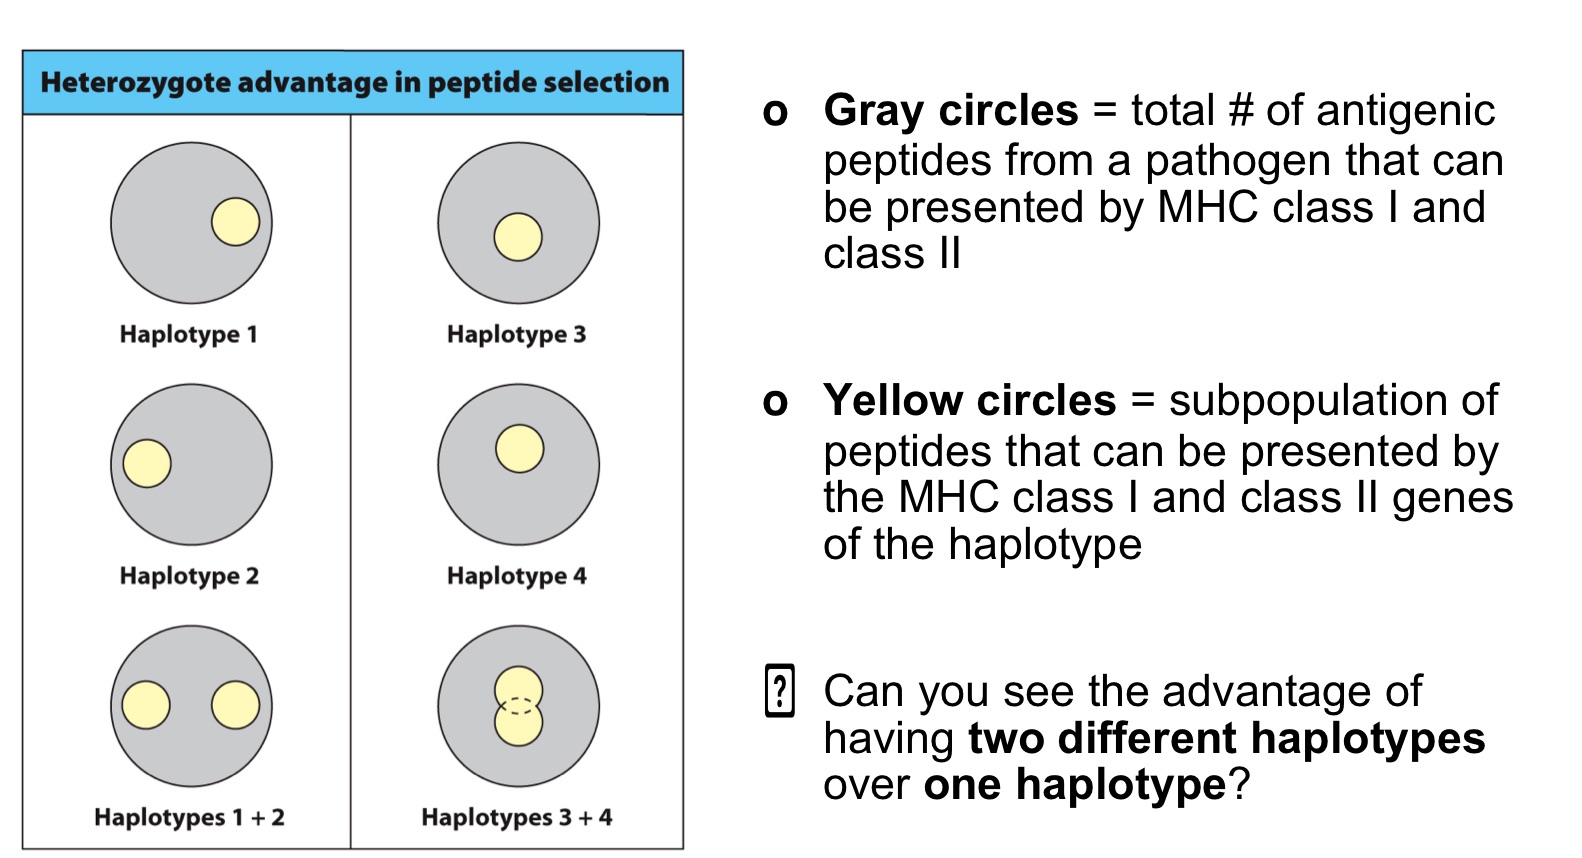 Heterozygote advantage in peptide selection
Haplotype 1
Haplotype 3
Haplotype 2
Haplotype 4
Haplotypes 1 + 2
Haplotypes 3 + 4
o Gray circles = total # of antigenic
peptides from a pathogen that can
be presented by MHC class I and
class II
o Yellow circles = subpopulation of
peptides that can be presented by
the MHC class I and class II genes
of the haplotype
? Can you see the advantage of
having two different haplotypes
over one haplotype?